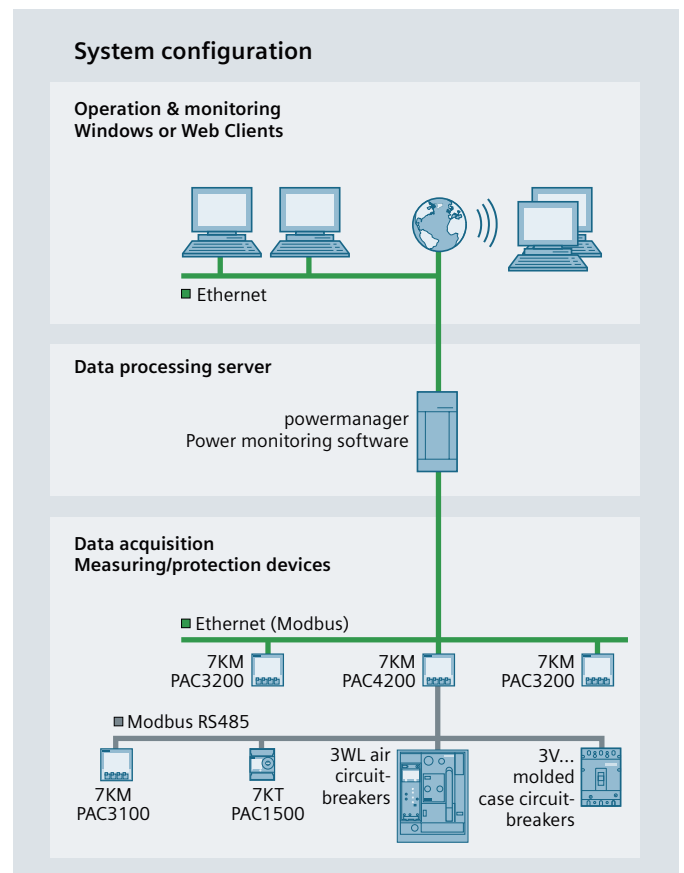 System configuration
Operation & monitoring
Windows or Web Clients
Ethernet
Data processing server
powermanager
Power monitoring software
Data acquisition
Measuring/protection devices
Ethernet (Modbus)
7KM
PAC3200
7KM
PAC4200
7KM
PAC3200
Modbus RS485
7KM
PAC3100
7KT
PAC1500
3WL air
circuit-
breakers
3V...
molded
case circuit-
breakers